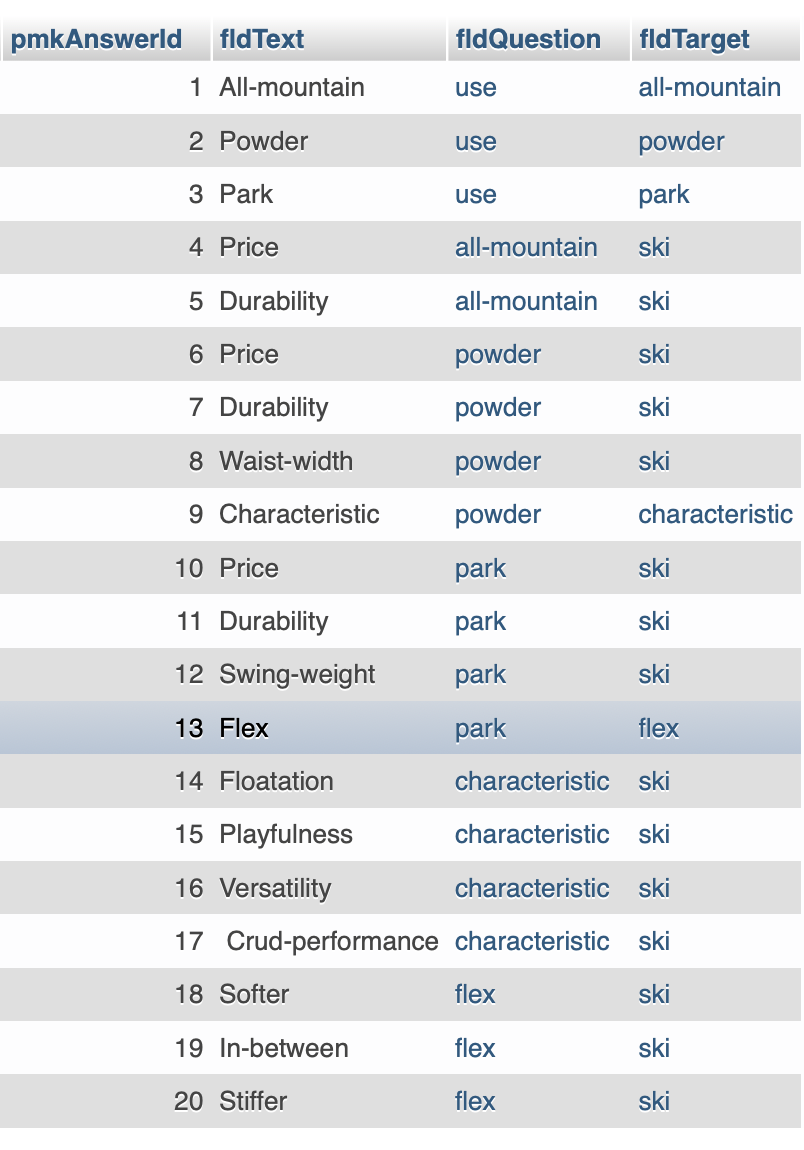 pmkAnswerId fldText fldQuestion fldTarget
1 All-mountain use all-mountain
2 Powder use powder
3 Park use park
4 Price all-mountain ski
5 Durability all-mountain ski
6 Price powder ski
7 Durability powder ski
8 Waist-width powder ski
9 Characteristic powder characteristic
10 Price park ski
11 Durability park ski
12 Swing-weight park ski
13 Flex park flex
14 Floatation characteristic ski
15 Playfulness characteristic ski
16 Versatility characteristic ski
17 Crud-performance characteristic ski
18 Softer flex ski
19 In-between flex ski
20 Stiffer flex ski